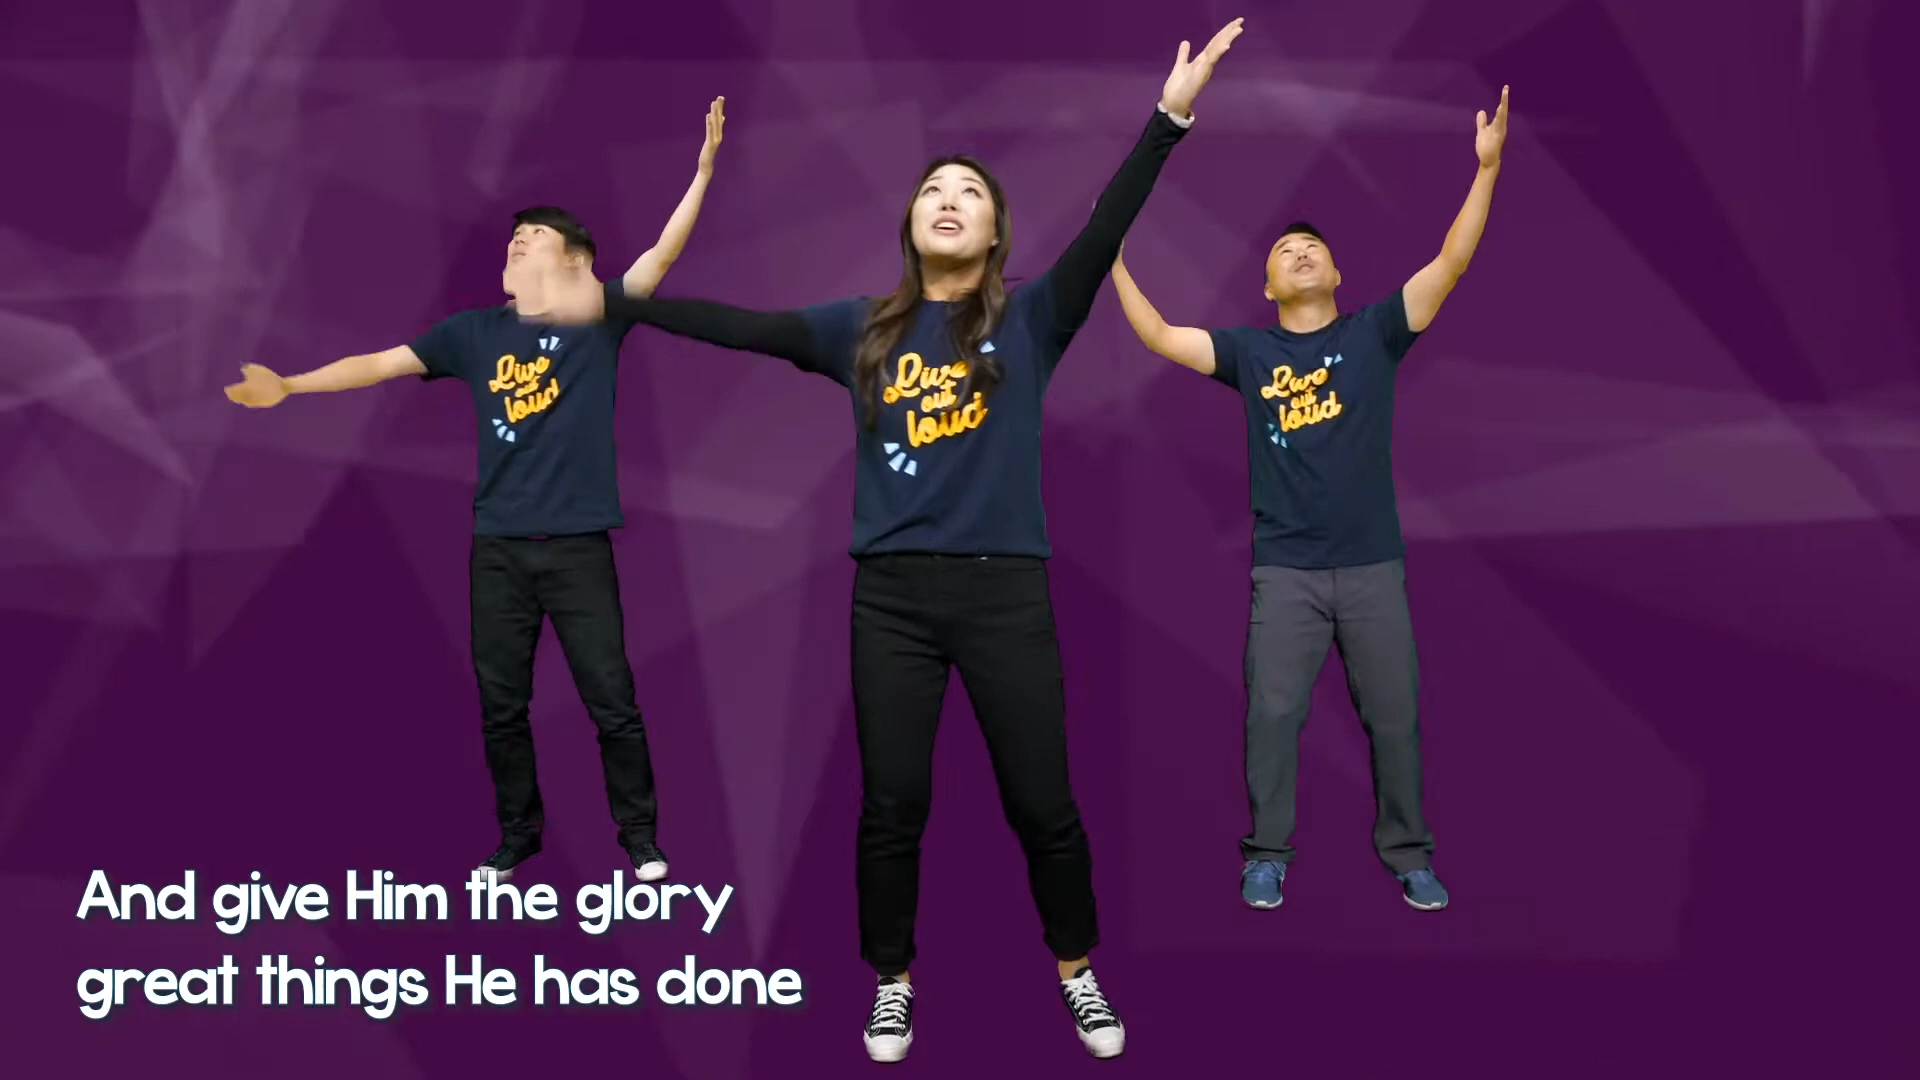 Live
out
loud
Live
out
loud
Live
out
loud
And give Him the glory
great things He has done